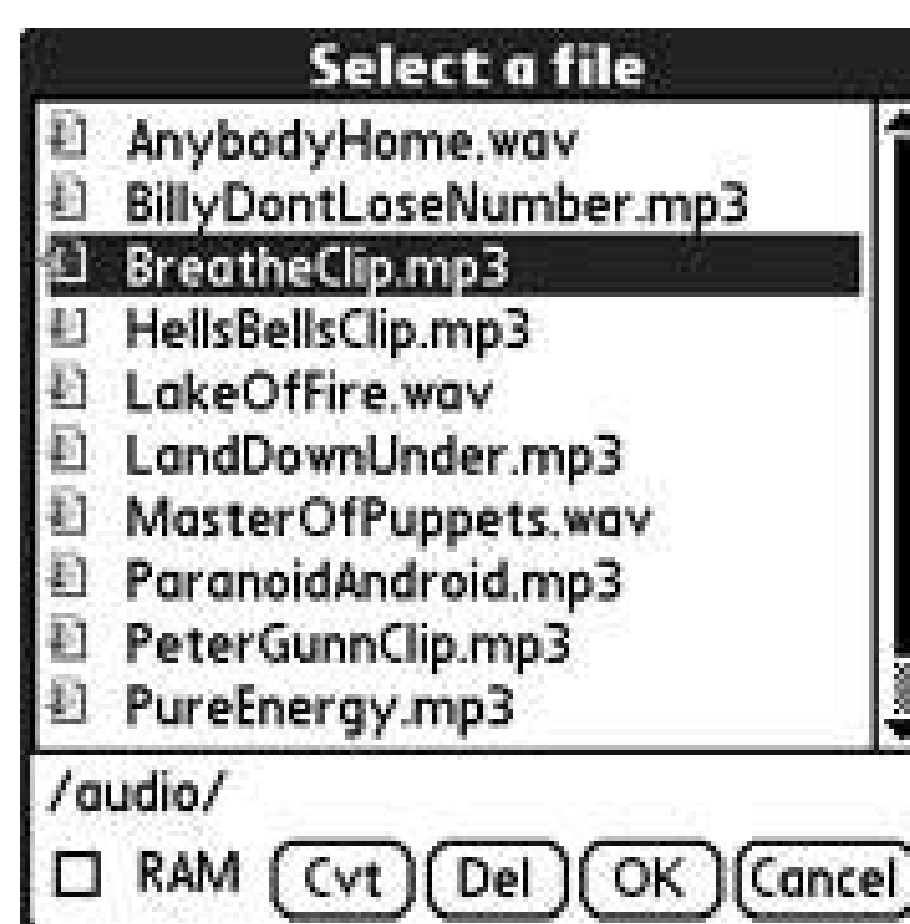 Select a file
AnybodyHome.wav
BillyDontLoseNumber.mp3
BreatheClip.mp3
HellsBellsClip.mp3
LakeOfFire.wav
LandDownUnder.mp3
MasterOfPuppets.wav
ParanoidAndroid.mp3
PeterGunnClip.mp3
PureEnergy.mp3
/audio/
RAM Cvt Del OK Cancel